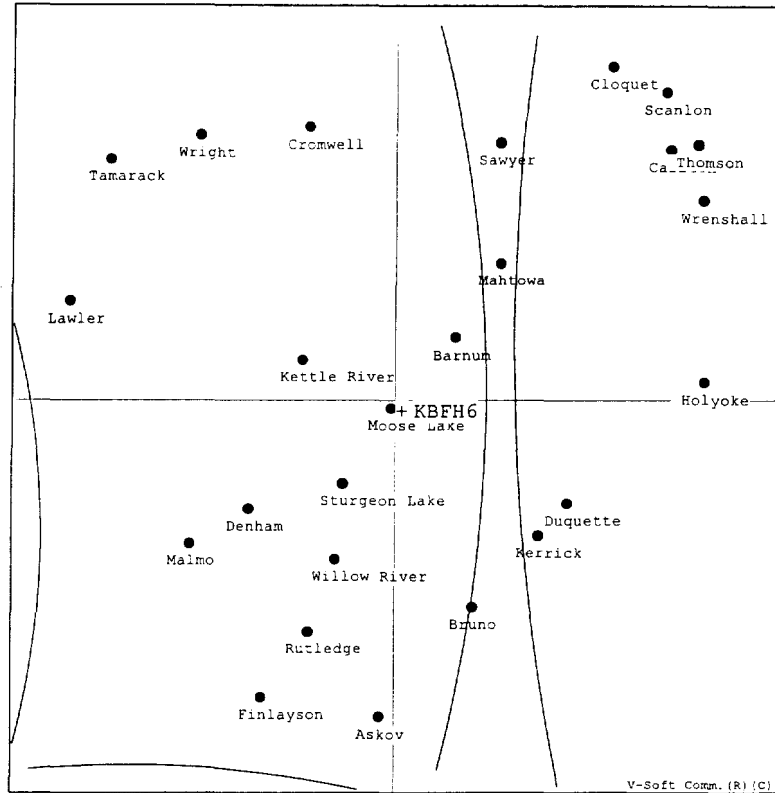 Cloquet
Scanlon
Cromwell
Wright
Sawyer
Thomson
Tamarack
Wrenshall
Mahtowa
Lawler
Barnum
Kettle River
Holyoke
+ KBFH6
Moose Lake
Sturgeon Lake
Denham
Duquette
Kerrick
Malmo
Willow River
Bruno
Rutledge
Finlayson
Askov
V-Soft Comm.(R)(C)